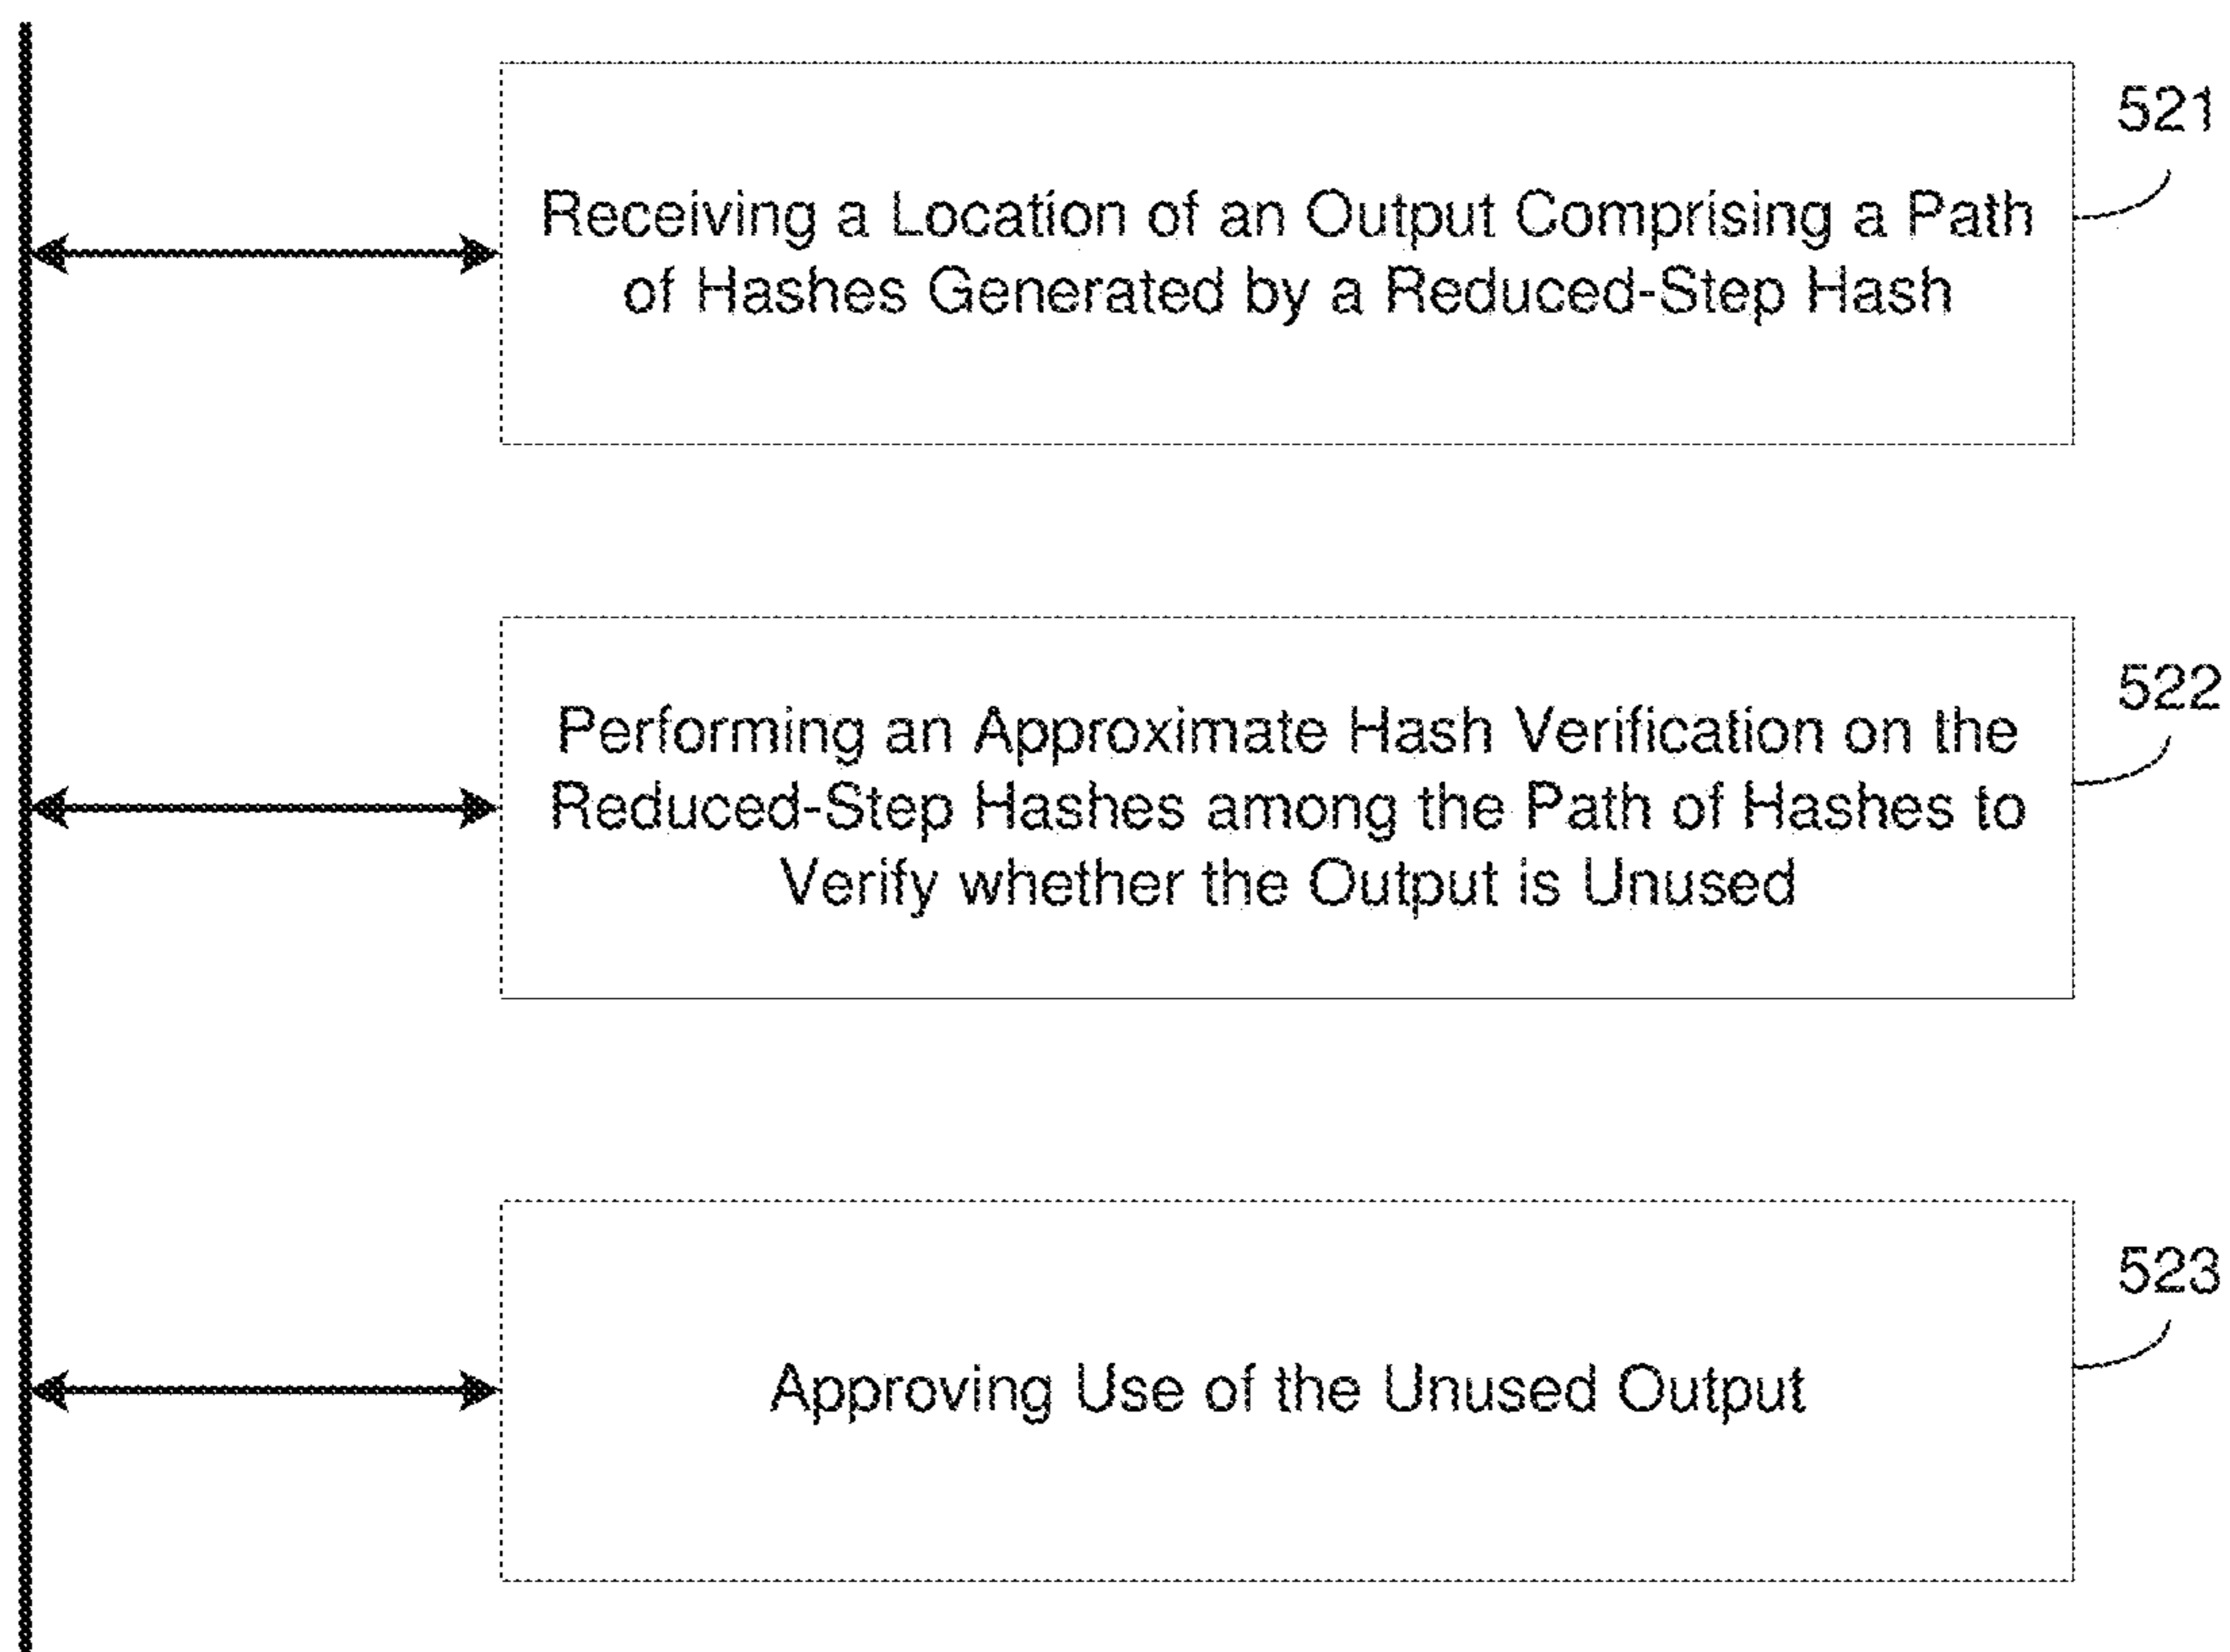 521
Receiving a Location of an Output Comprising a Path
of Hashes Generated by a Reduced-Step Hash
522
Performing an Approximate Hash Verification on the
Reduced-Step Hashes among the Path of Hashes to
Verify whether the Output is Unused
523
Approving Use of the Unused Output